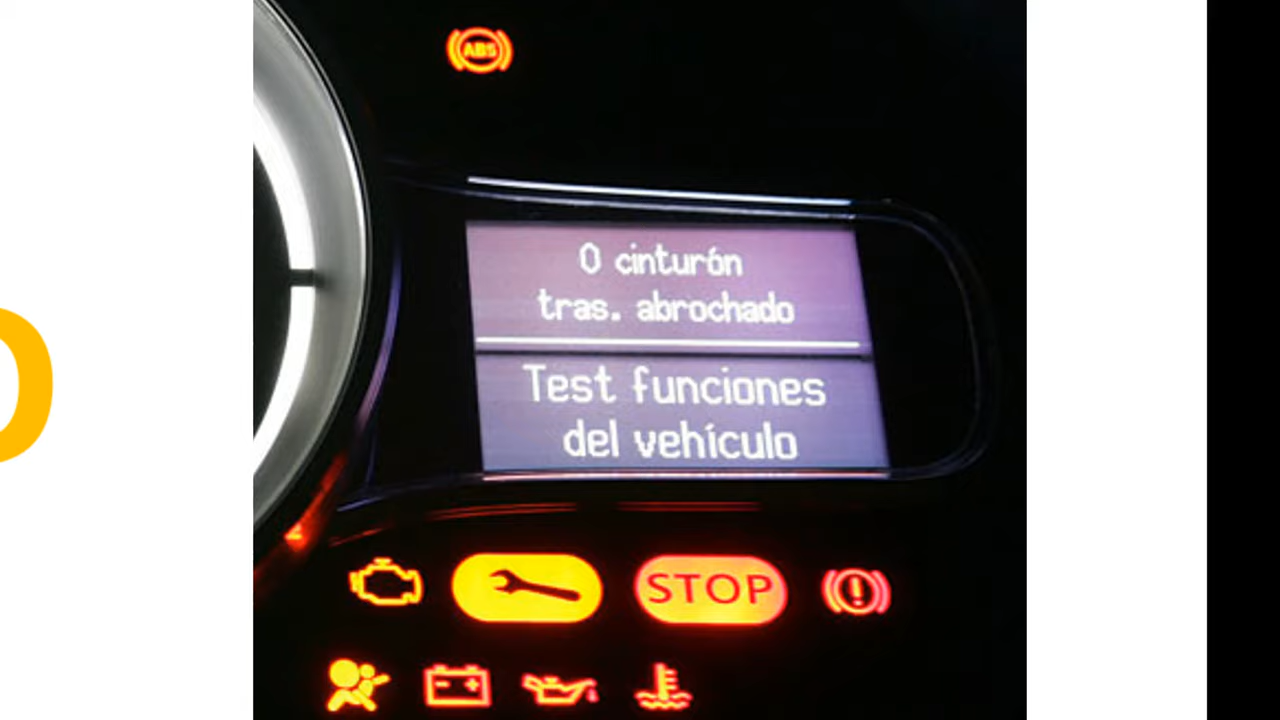 ABS
0 cinturón
tras. abrochado
Test funciones
del vehículo
STOP